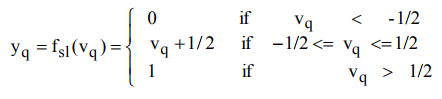 0 if v_q < -1/2
y_q = f_sl(v_q) = { v_q +1/2 if −1/2 <= v_q <=1/2
1 if v_q > 1/2